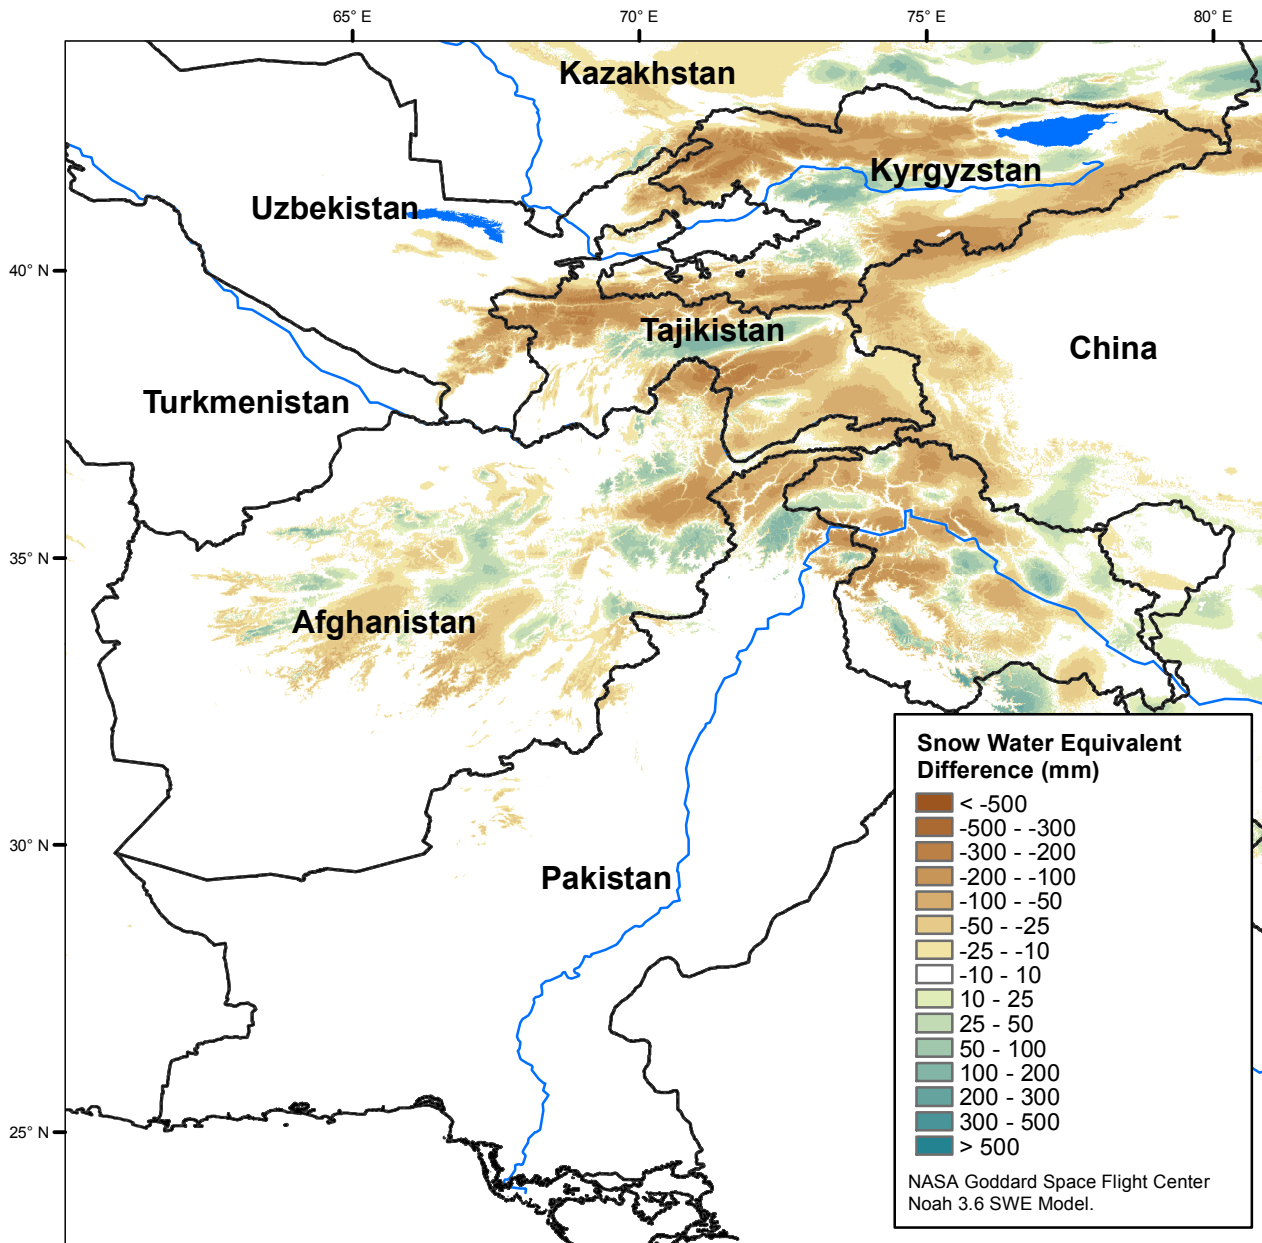 65° E
70° E
75° E
80° E
Kazakhstan
Kyrgyzstan
Uzbekistan
40° N
Tajikistan
China
Turkmenistan
35° N
Afghanistan
Snow Water Equivalent
Difference (mm)
< -500
-500 - -300
-300 - -200
-200 - -100
-100 - -50
-50 - -25
-25 - -10
-10 - 10
10 - 25
25 - 50
50 - 100
100 - 200
200 - 300
300 - 500
> 500
NASA Goddard Space Flight Center
Noah 3.6 SWE Model.
30° N
Pakistan
25° N